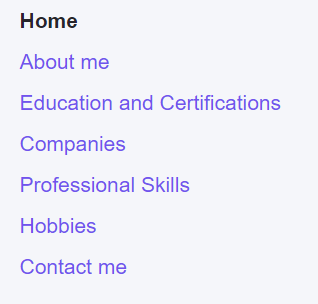 Home
About me
Education and Certifications
Companies
Professional Skills
Hobbies
Contact me